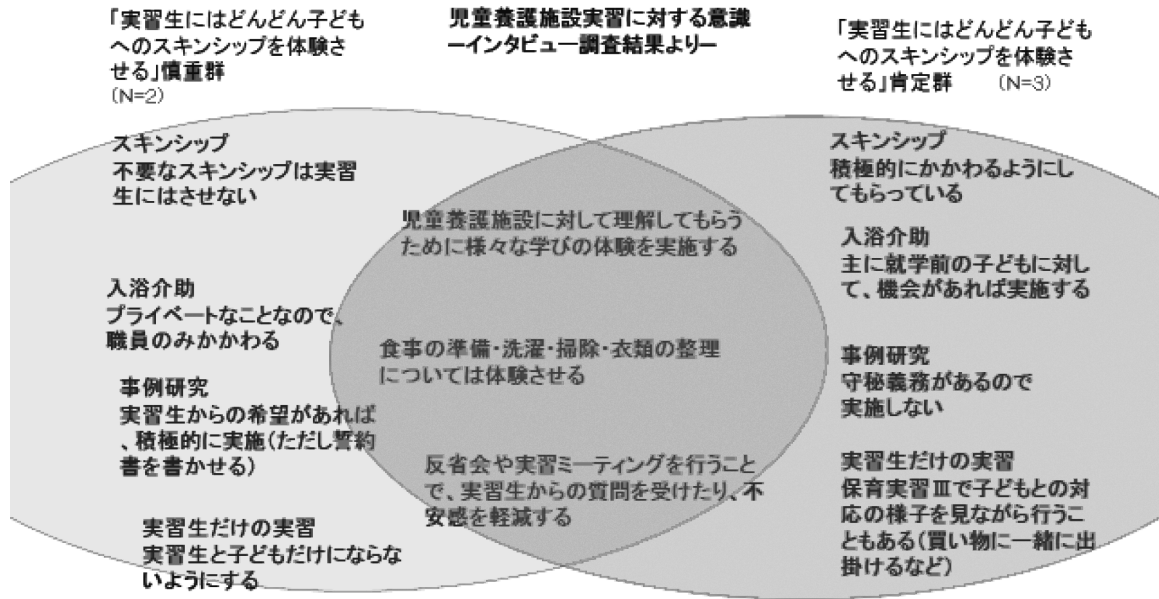 「実習生にはどんどん子ども
へのスキンシップを体験さ
せる」慎重群
(N=2)
児童養護施設実習に対する意識
ーインタビュー調査結果よりー
「実習生にはどんどん子ども
へのスキンシップを体験さ
せる」肯定群 (N=3)
スキンシップ
不要なスキンシップは実習
生にはさせない
入浴介助
プライベートなことなので、
職員のみかかわる
事例研究
実習生からの希望があれば
、積極的に実施(ただし誓約
書を書かせる)
実習生だけの実習
実習生と子どもだけにならな
いようにする
児童養護施設に対して理解してもらう
ために様々な学びの体験を実施する
食事の準備・洗濯・掃除・衣類の整理
については体験させる
反省会や実習ミーティングを行うこと
で、実習生からの質問を受けたり、不
安感を軽減する
スキンシップ
積極的にかかわるようにし
てもらっている
入浴介助
主に就学前の子どもに対し
て、機会があれば実施する
事例研究
守秘義務があるので
実施しない
実習生だけの実習
保育実習Ⅲで子どもとの対
応の様子を見ながら行うこ
ともある(買い物に一緒に出
掛けるなど)